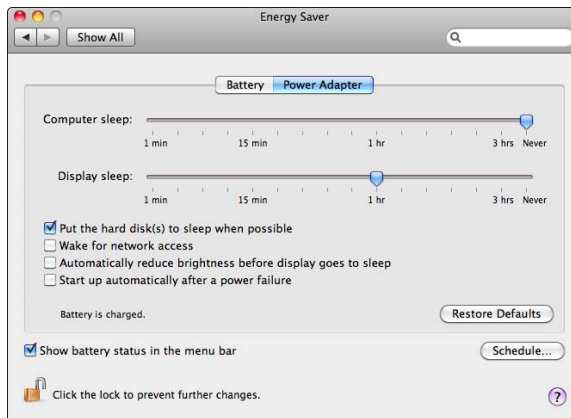 Energy Saver
Show All
Battery Power Adapter
Computer sleep:
1 min 15 min 1 hr 3 hrs Never
Display sleep:
1 min 15 min 1 hr 3 hrs Never
Put the hard disk(s) to sleep when possible
Wake for network access
Automatically reduce brightness before display goes to sleep
Start up automatically after a power failure
Battery is charged. Restore Defaults
Show battery status in the menu bar Schedule...
Click the lock to prevent further changes. ?